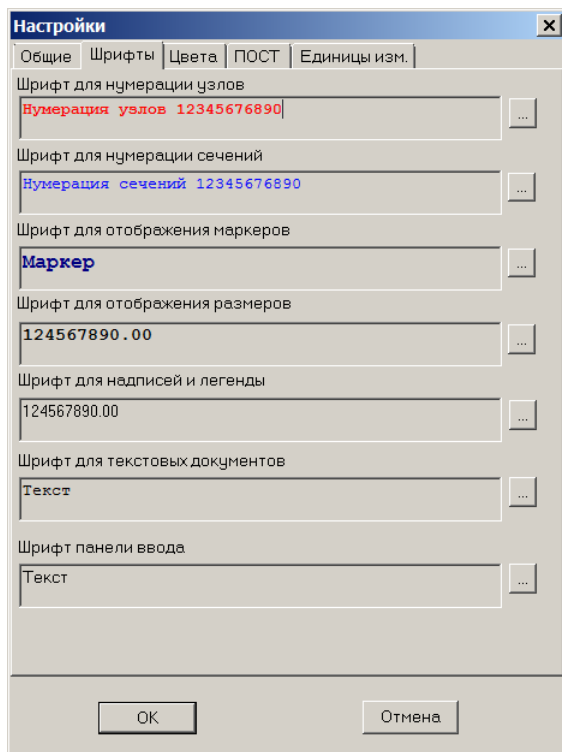 Настройки
Общие Шрифты Цвета ПОСТ Единицы изм.
Шрифт для нумерации узлов
Нумерация узлов 12345676890
...
Шрифт для нумерации сечений
Нумерация сечений 12345676890
...
Шрифт для отображения маркеров
Маркер
...
Шрифт для отображения размеров
124567890.00
...
Шрифт для надписей и легенды
124567890.00
...
Шрифт для текстовых документов
Текст
...
Шрифт панели ввода
Текст
...
OK Отмена